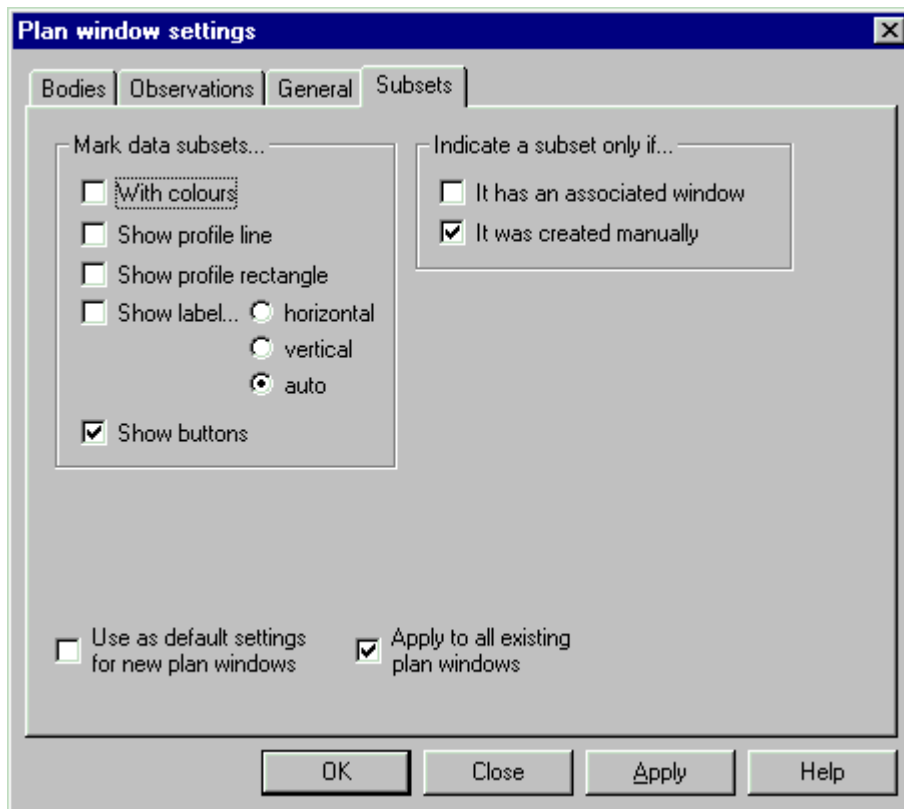 Plan window settings
Bodies Observations General Subsets
Mark data subsets...
With colours
Show profile line
Show profile rectangle
Show label... horizontal
vertical
auto
Show buttons
Indicate a subset only if...
It has an associated window
It was created manually
Use as default settings
for new plan windows
Apply to all existing
plan windows
OK Close Apply Help